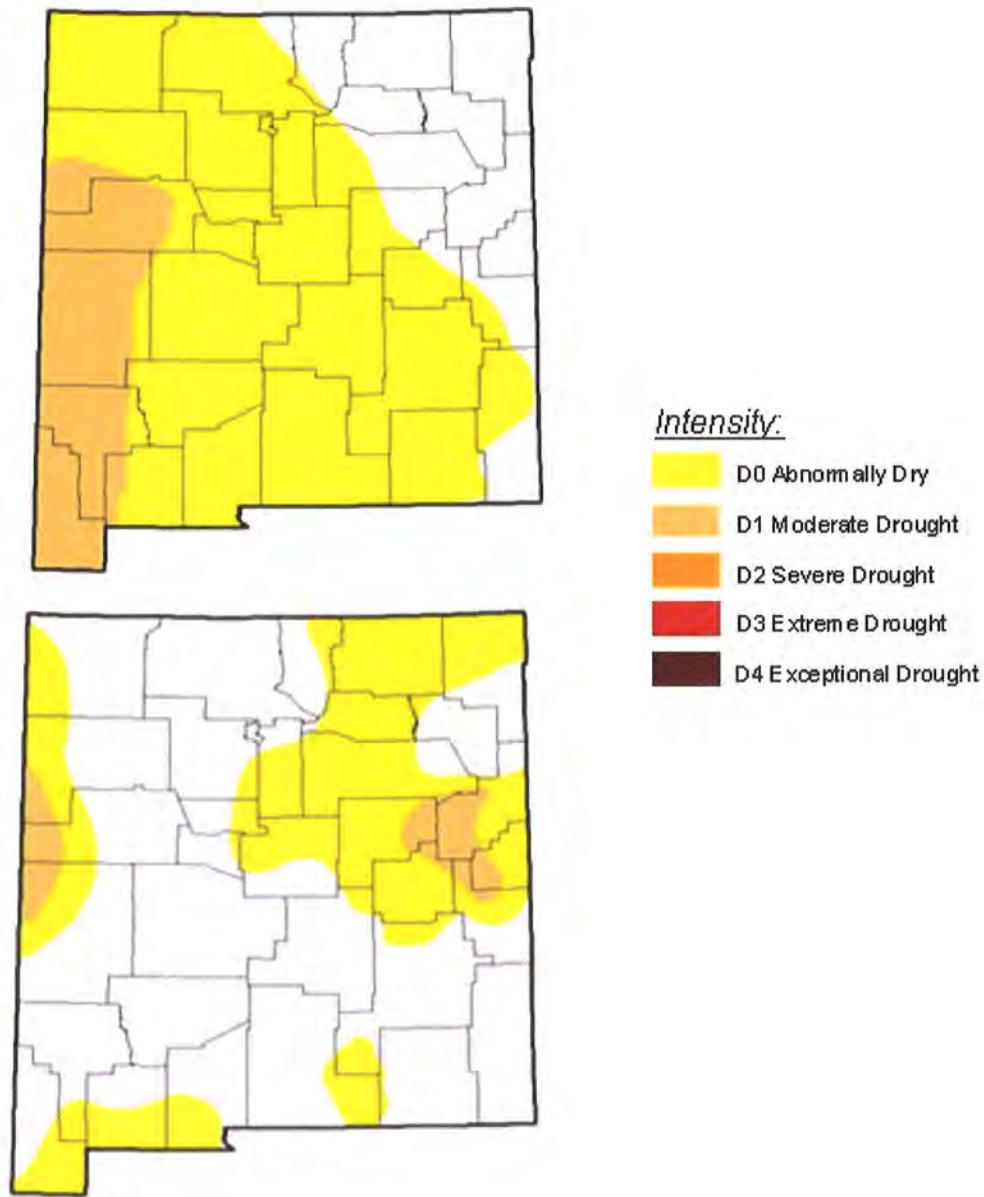 Intensity:
D0 Abnormally Dry
D1 Moderate Drought
D2 Severe Drought
D3 Extreme Drought
D4 Exceptional Drought